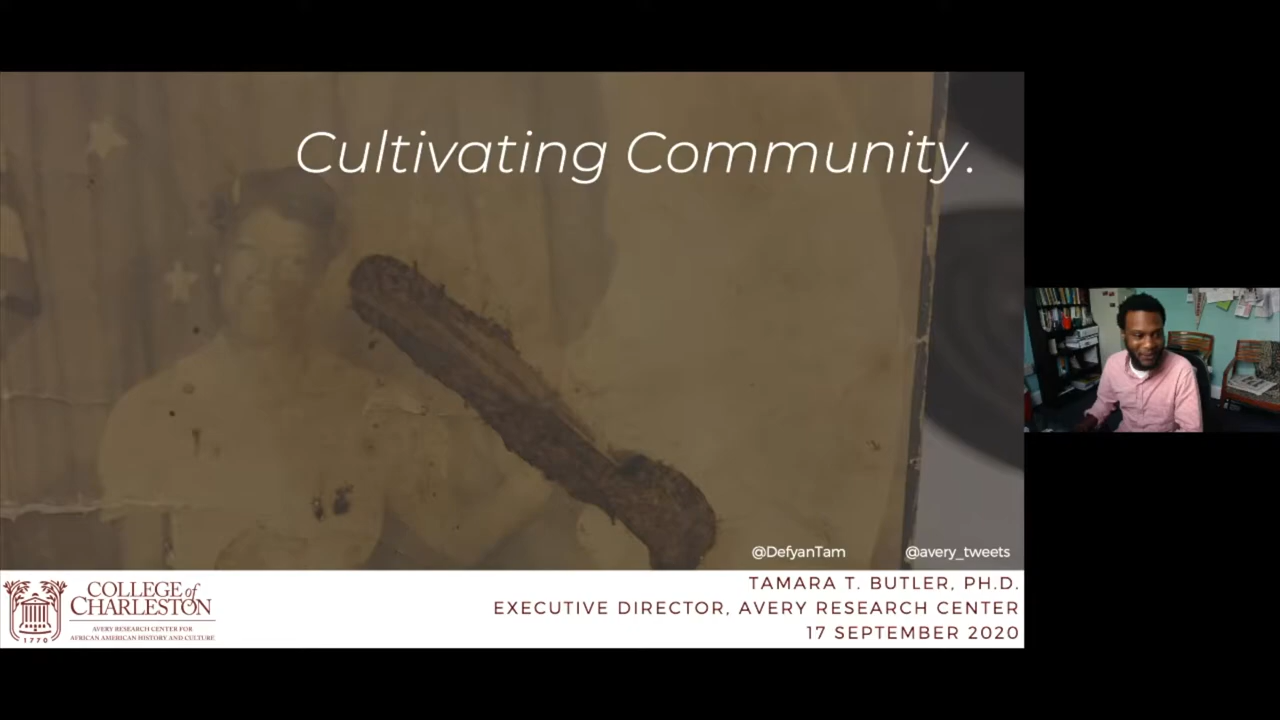 Cultivating Community.
@DefyanTam @avery_tweets
TAMARA T. BUTLER, PH.D.
EXECUTIVE DIRECTOR, AVERY RESEARCH CENTER
17 SEPTEMBER 2020
COLLEGE of
CHARLESTON
AVERY RESEARCH CENTER FOR
AFRICAN AMERICAN HISTORY AND CULTURE
1770